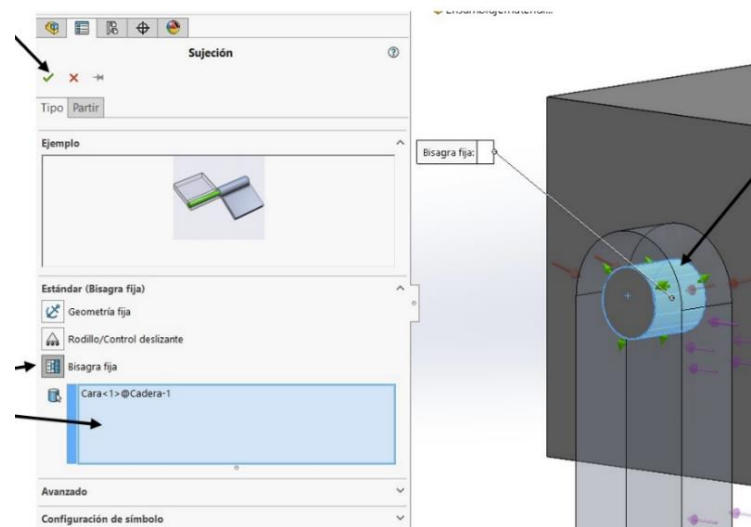 Sujeción
Tipo Partir
Ejemplo
Estándar (Bisagra fija)
Geometría fija
Rodillo/Control deslizante
Bisagra fija
Cara<1>@Cadera-1
Avanzado
Configuración de símbolo
Bisagra fija: